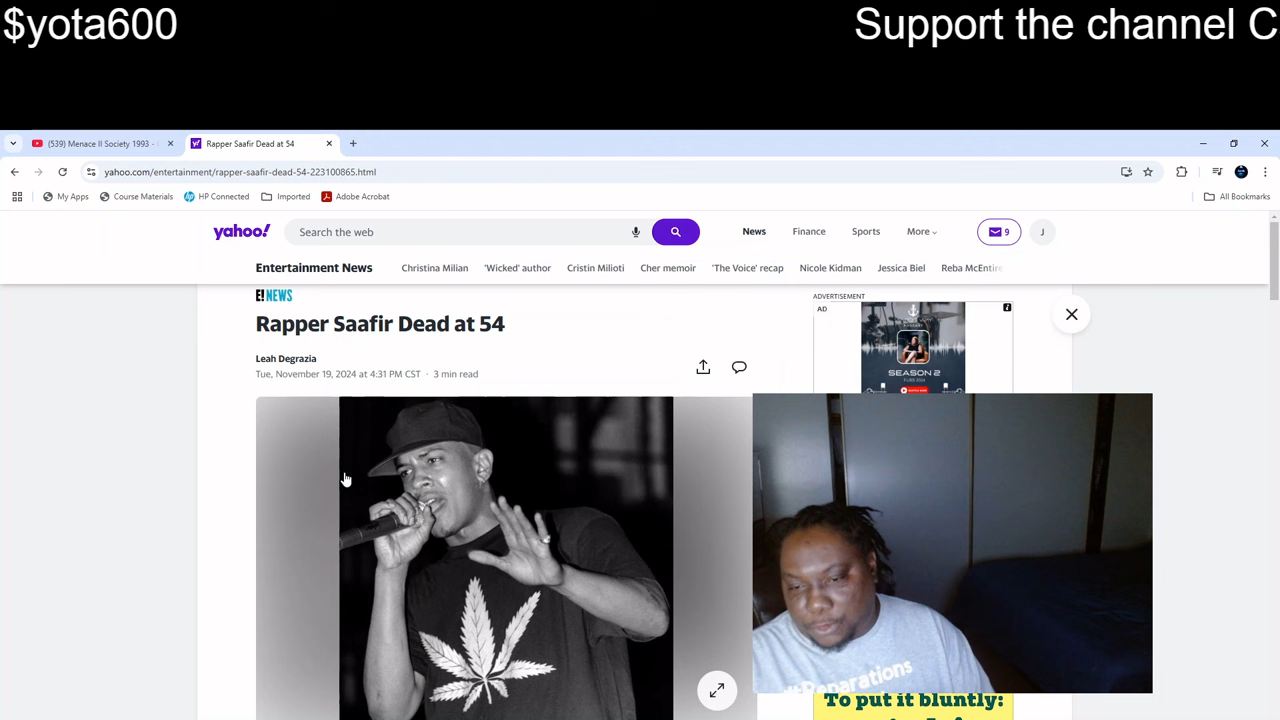 $yota600
Support the channel C
(539) Menace II Society 1993 -
Rapper Saafir Dead at 54
yahoo.com/entertainment/rapper-saafir-dead-54-223100865.html
My Apps
Course Materials
HP Connected
Imported
Adobe Acrobat
All Bookmarks
yahoo!
Search the web
News
Finance
Sports
More
9
J
Entertainment News
Christina Milian
'Wicked' author
Cristin Milioti
Cher memoir
'The Voice' recap
Nicole Kidman
Jessica Biel
Reba McEntire
E! NEWS
ADVERTISEMENT
AD
Rapper Saafir Dead at 54
Leah Degrazia
Tue, November 19, 2024 at 4:31 PM CST · 3 min read
SEASON 2
Reparations
To put it bluntly: